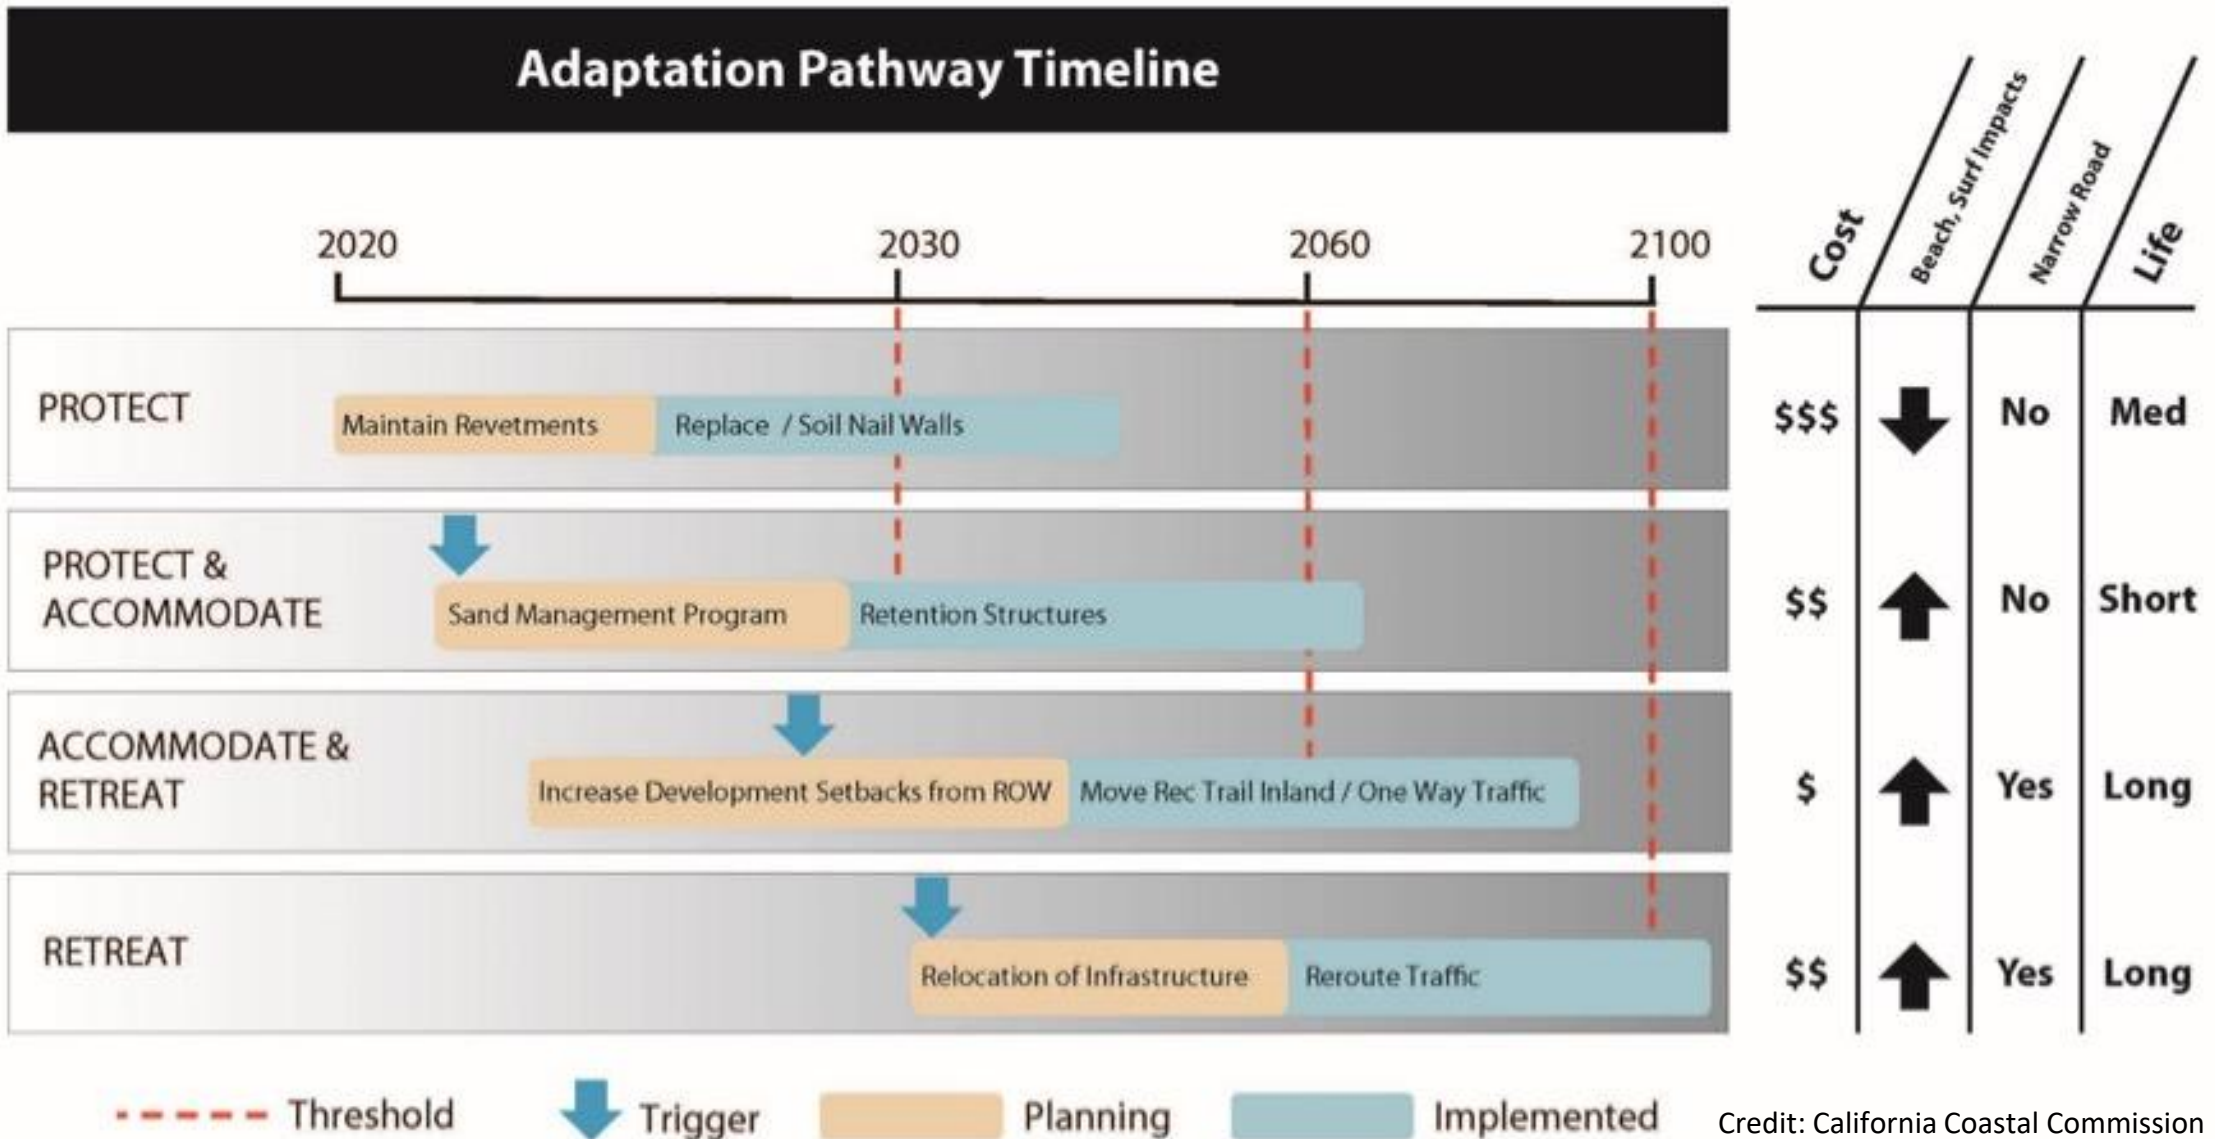 Adaptation Pathway Timeline
Cost
Beach, Surf Impacts
Narrow Road
Life
2020
2030
2060
2100
PROTECT
Maintain Revetments
Replace / Soil Nail Walls
$$$
No
Med
PROTECT &
ACCOMMODATE
Sand Management Program
Retention Structures
$$
No
Short
ACCOMMODATE &
RETREAT
Increase Development Setbacks from ROW
Move Rec Trail Inland / One Way Traffic
$
Yes
Long
RETREAT
Relocation of Infrastructure
Reroute Traffic
$$
Yes
Long
Threshold
Trigger
Planning
Implemented
Credit: California Coastal Commission